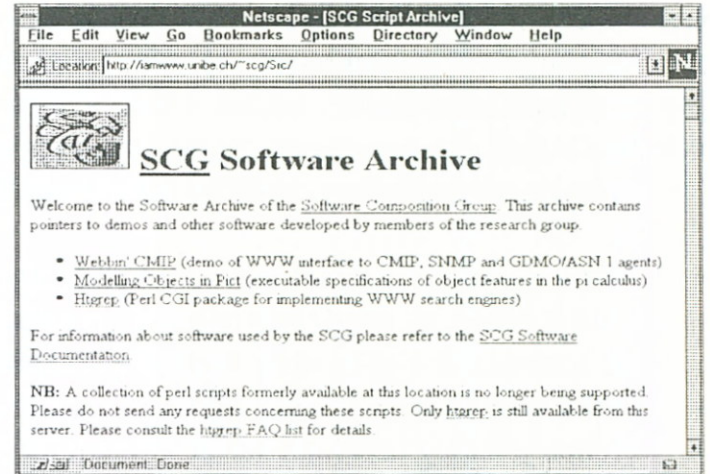 Netscape - [SCG Script Archive]
File Edit View Go Bookmarks Options Directory Window Help
Location: http://iamwww.unibe.ch/~scg/Src/
N
SCG Software Archive
Welcome to the Software Archive of the Software Composition Group. This archive contains
pointers to demos and other software developed by members of the research group.
• Webbin' CMIP (demo of WWW interface to CMIP, SNMP and GDMO/ASN 1 agents)
• Modelling Objects in Pict (executable specifications of object features in the pi calculus)
• Htgrep (Perl CGI package for implementing WWW search engines)
For information about software used by the SCG please refer to the SCG Software
Documentation.
NB: A collection of perl scripts formerly available at this location is no longer being supported.
Please do not send any requests concerning these scripts. Only htgrep is still available from this
server. Please consult the htgrep FAQ list for details.
Document: Done